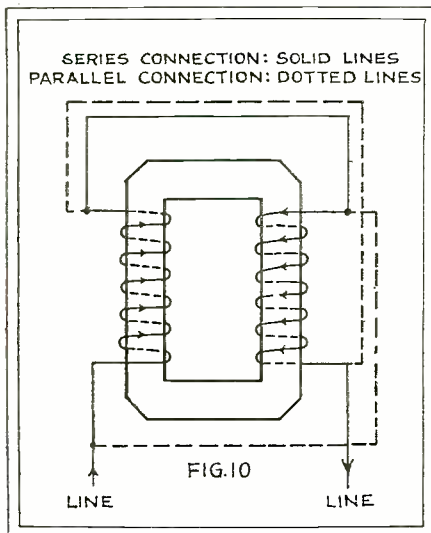 SERIES CONNECTION: SOLID LINES
PARALLEL CONNECTION: DOTTED LINES
FIG.10
LINE LINE